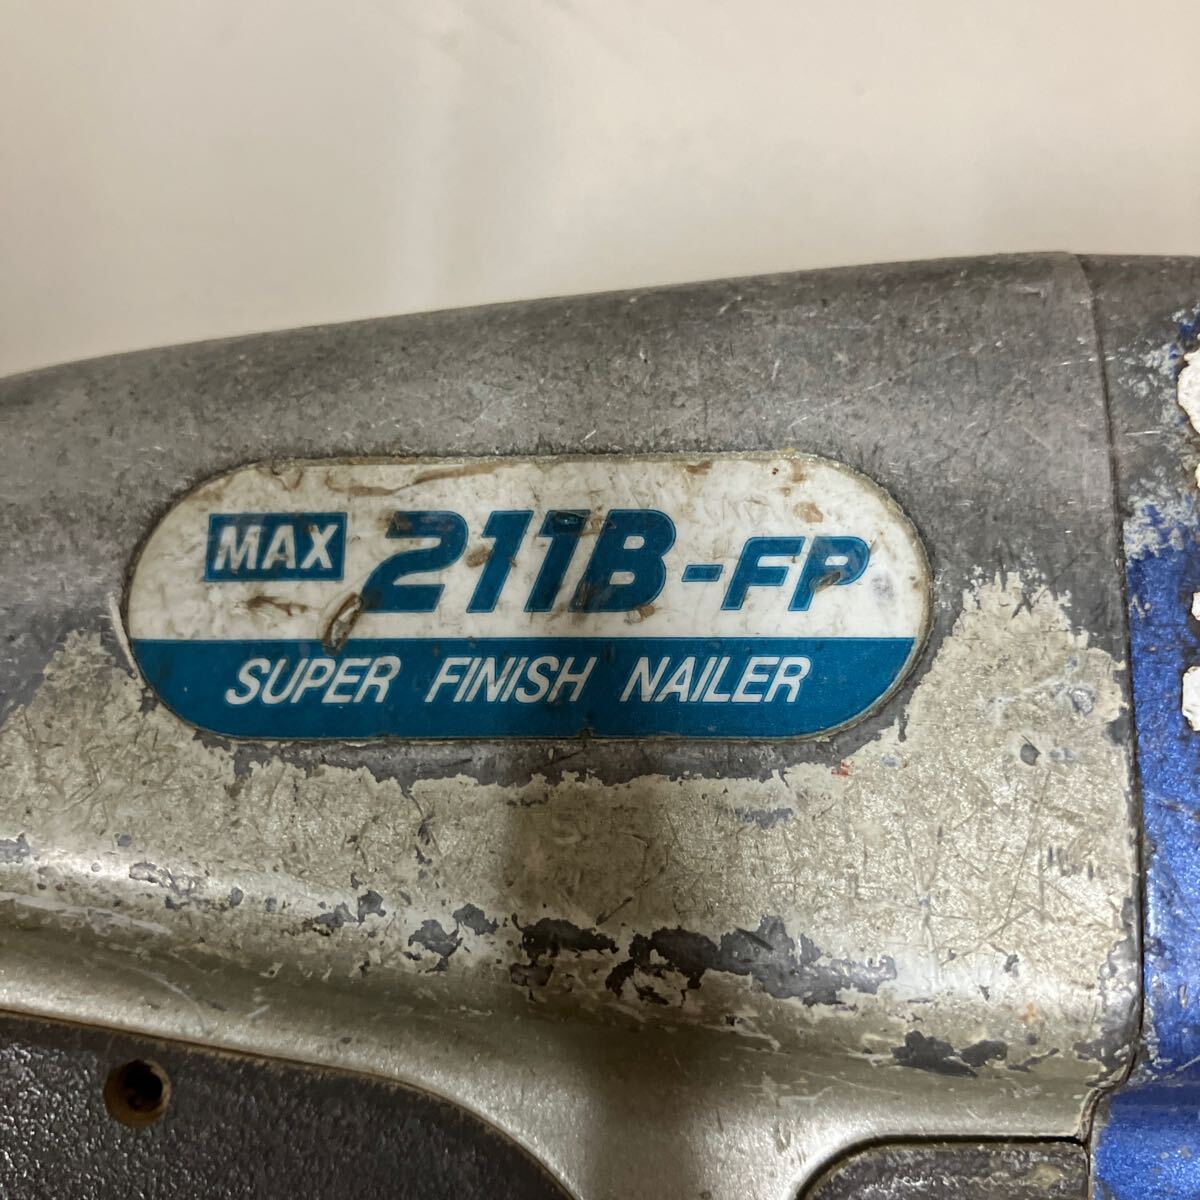 MAX 211B-FP
SUPER FINISH NAILER